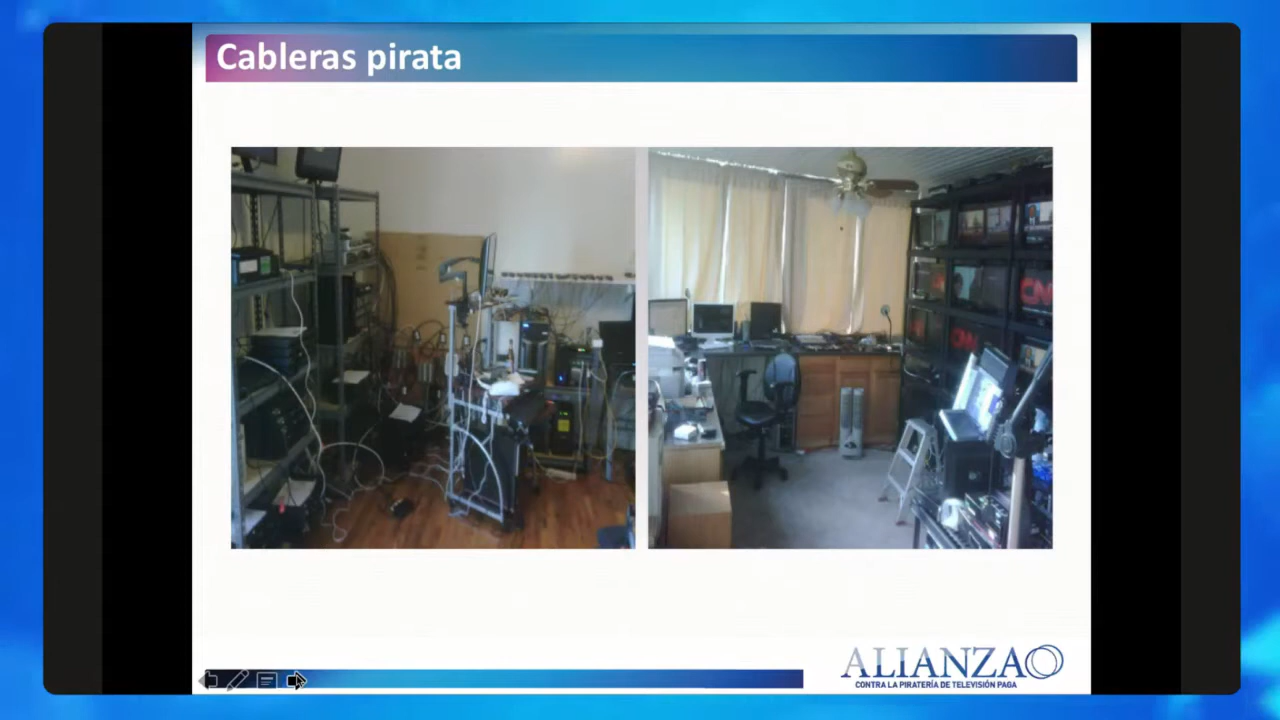 Cableras pirata
CNN
CNN
ALIANZA
CONTRA LA PIRATERÍA DE TELEVISIÓN PAGA